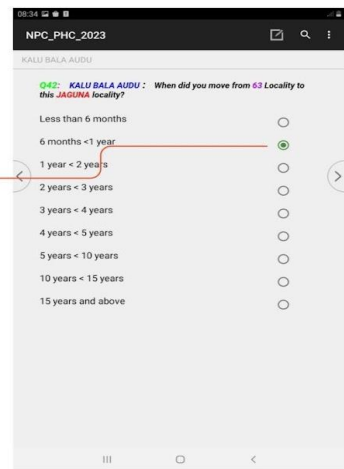 08:34
NPC_PHC_2023
KALU BALA AUDU
Q42: KALU BALA AUDU : When did you move from 63 Locality to
this JAGUNA locality?
Less than 6 months
6 months <1 year
1 year < 2 years
2 years < 3 years
3 years < 4 years
4 years < 5 years
5 years < 10 years
10 years < 15 years
15 years and above